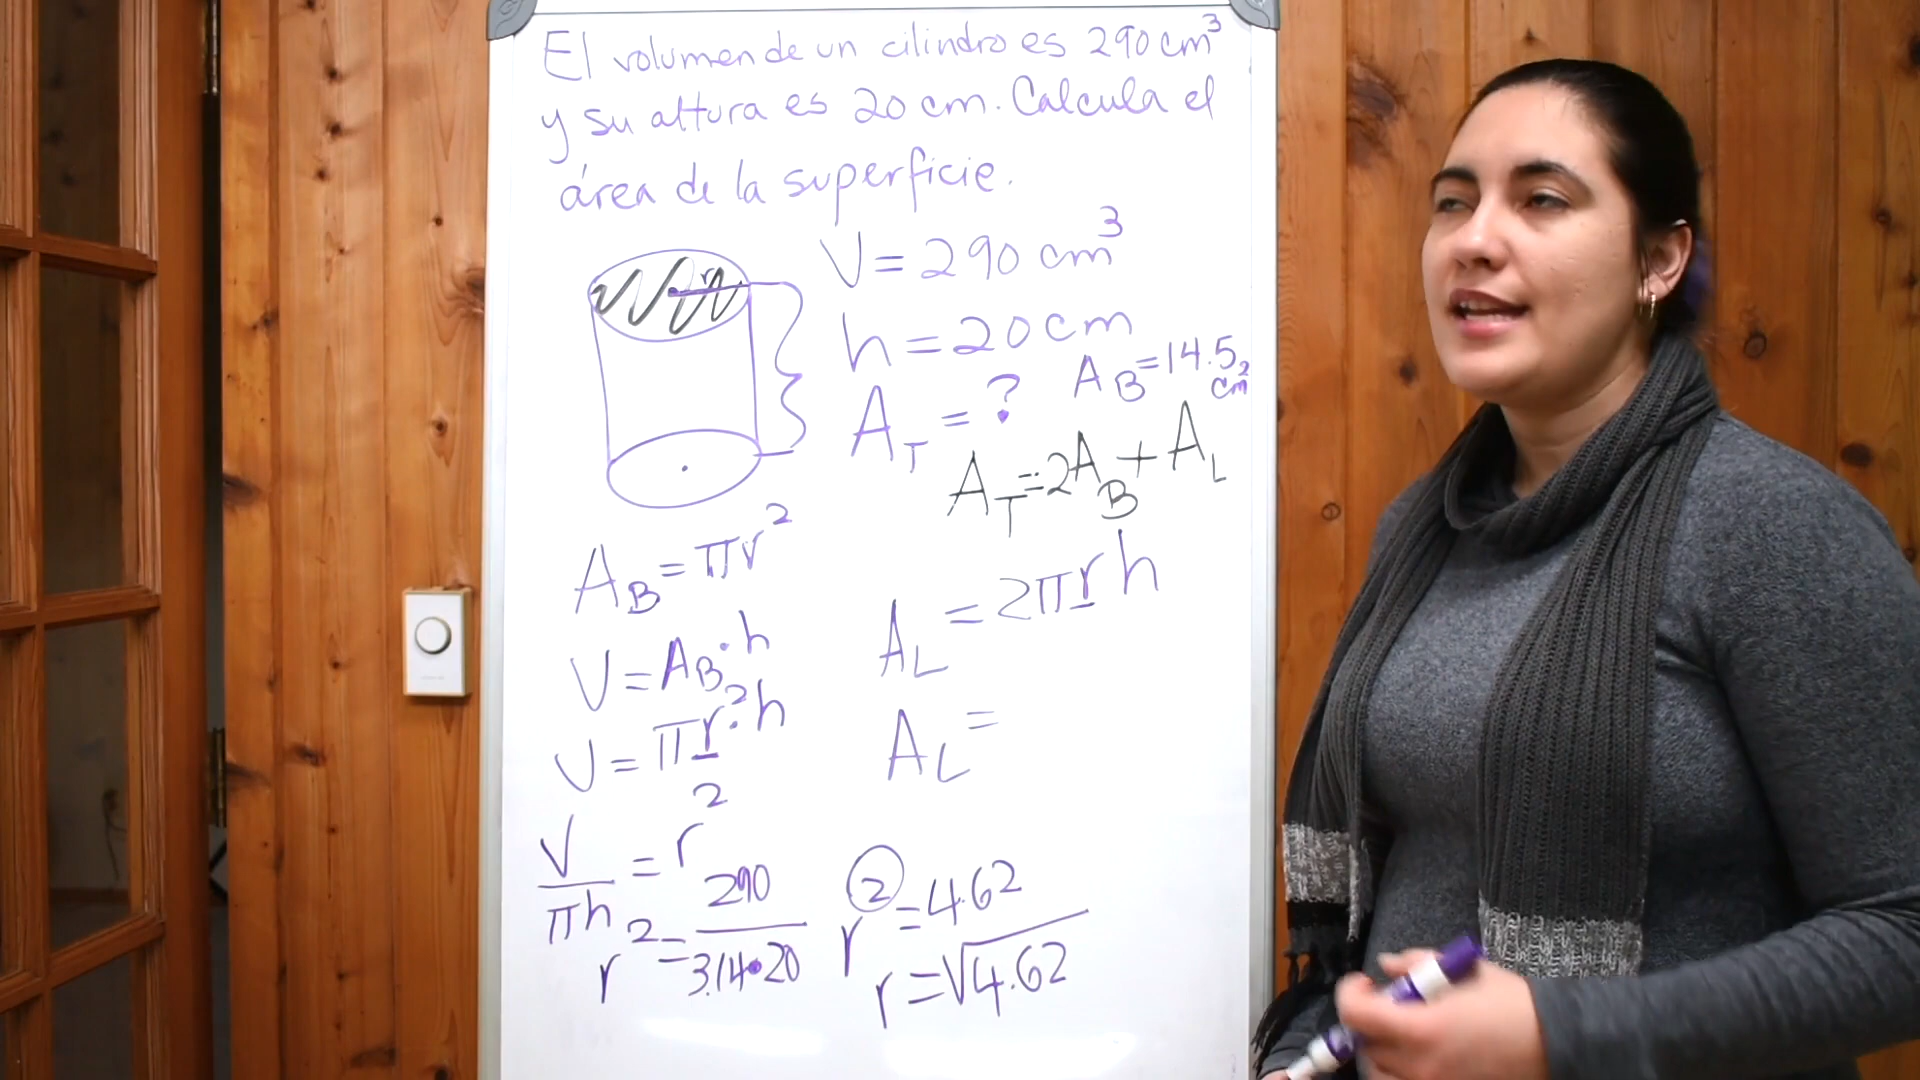 El volumen de un cilindro es 290 cm³
y su altura es 20 cm. Calcula el
área de la superficie.
r
V = 290 cm³
h = 20 cm
A_T = ?
A_B = 14.5 cm²
A_T = 2A_B + A_L
A_B = πr²
V = A_B · h
V = πr² · h
V/πh = r²
r² = 290/3.14•20
A_L = 2πrh
A_L =
r² = 4.62
r = √4.62